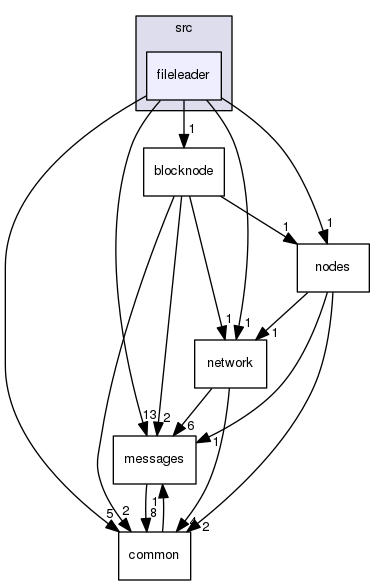 src
fileleader
1
blocknode
1
1
nodes
1
1
1
network
13
2
6
1
messages
1
8
5
2
2
common